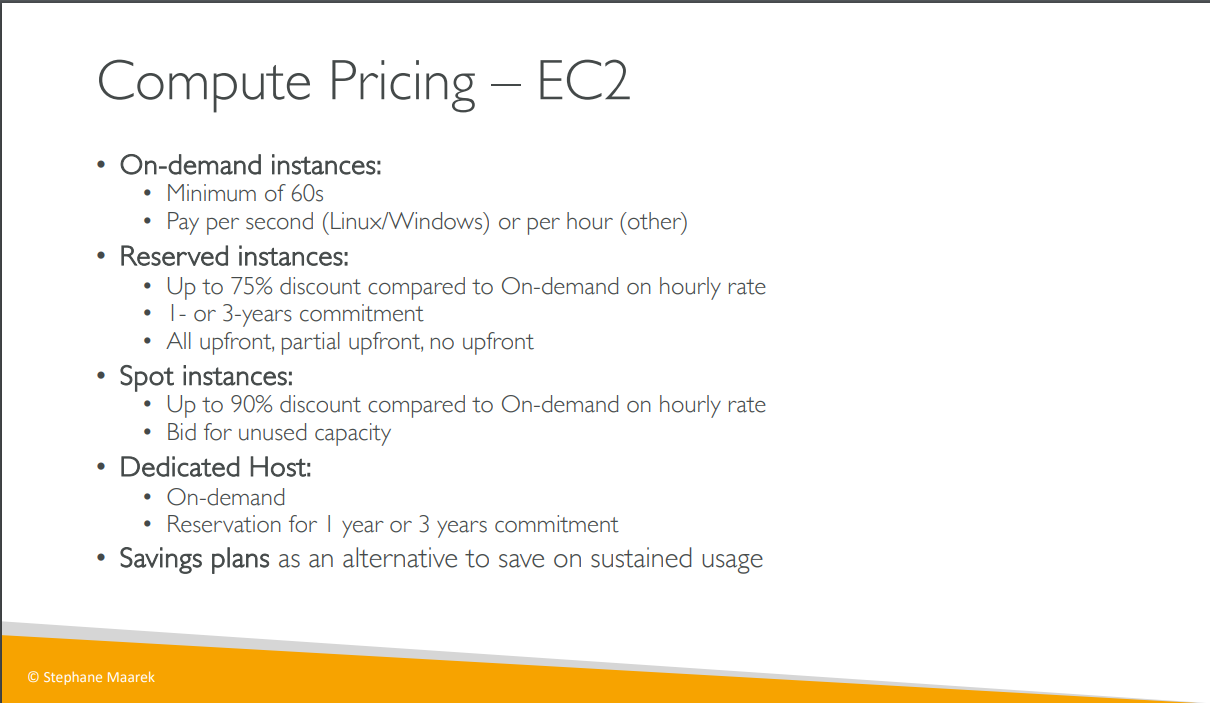 Compute Pricing – EC2
• On-demand instances:
• Minimum of 60s
• Pay per second (Linux/Windows) or per hour (other)
• Reserved instances:
• Up to 75% discount compared to On-demand on hourly rate
• 1- or 3-years commitment
• All upfront, partial upfront, no upfront
• Spot instances:
• Up to 90% discount compared to On-demand on hourly rate
• Bid for unused capacity
• Dedicated Host:
• On-demand
• Reservation for 1 year or 3 years commitment
• Savings plans as an alternative to save on sustained usage
© Stephane Maarek